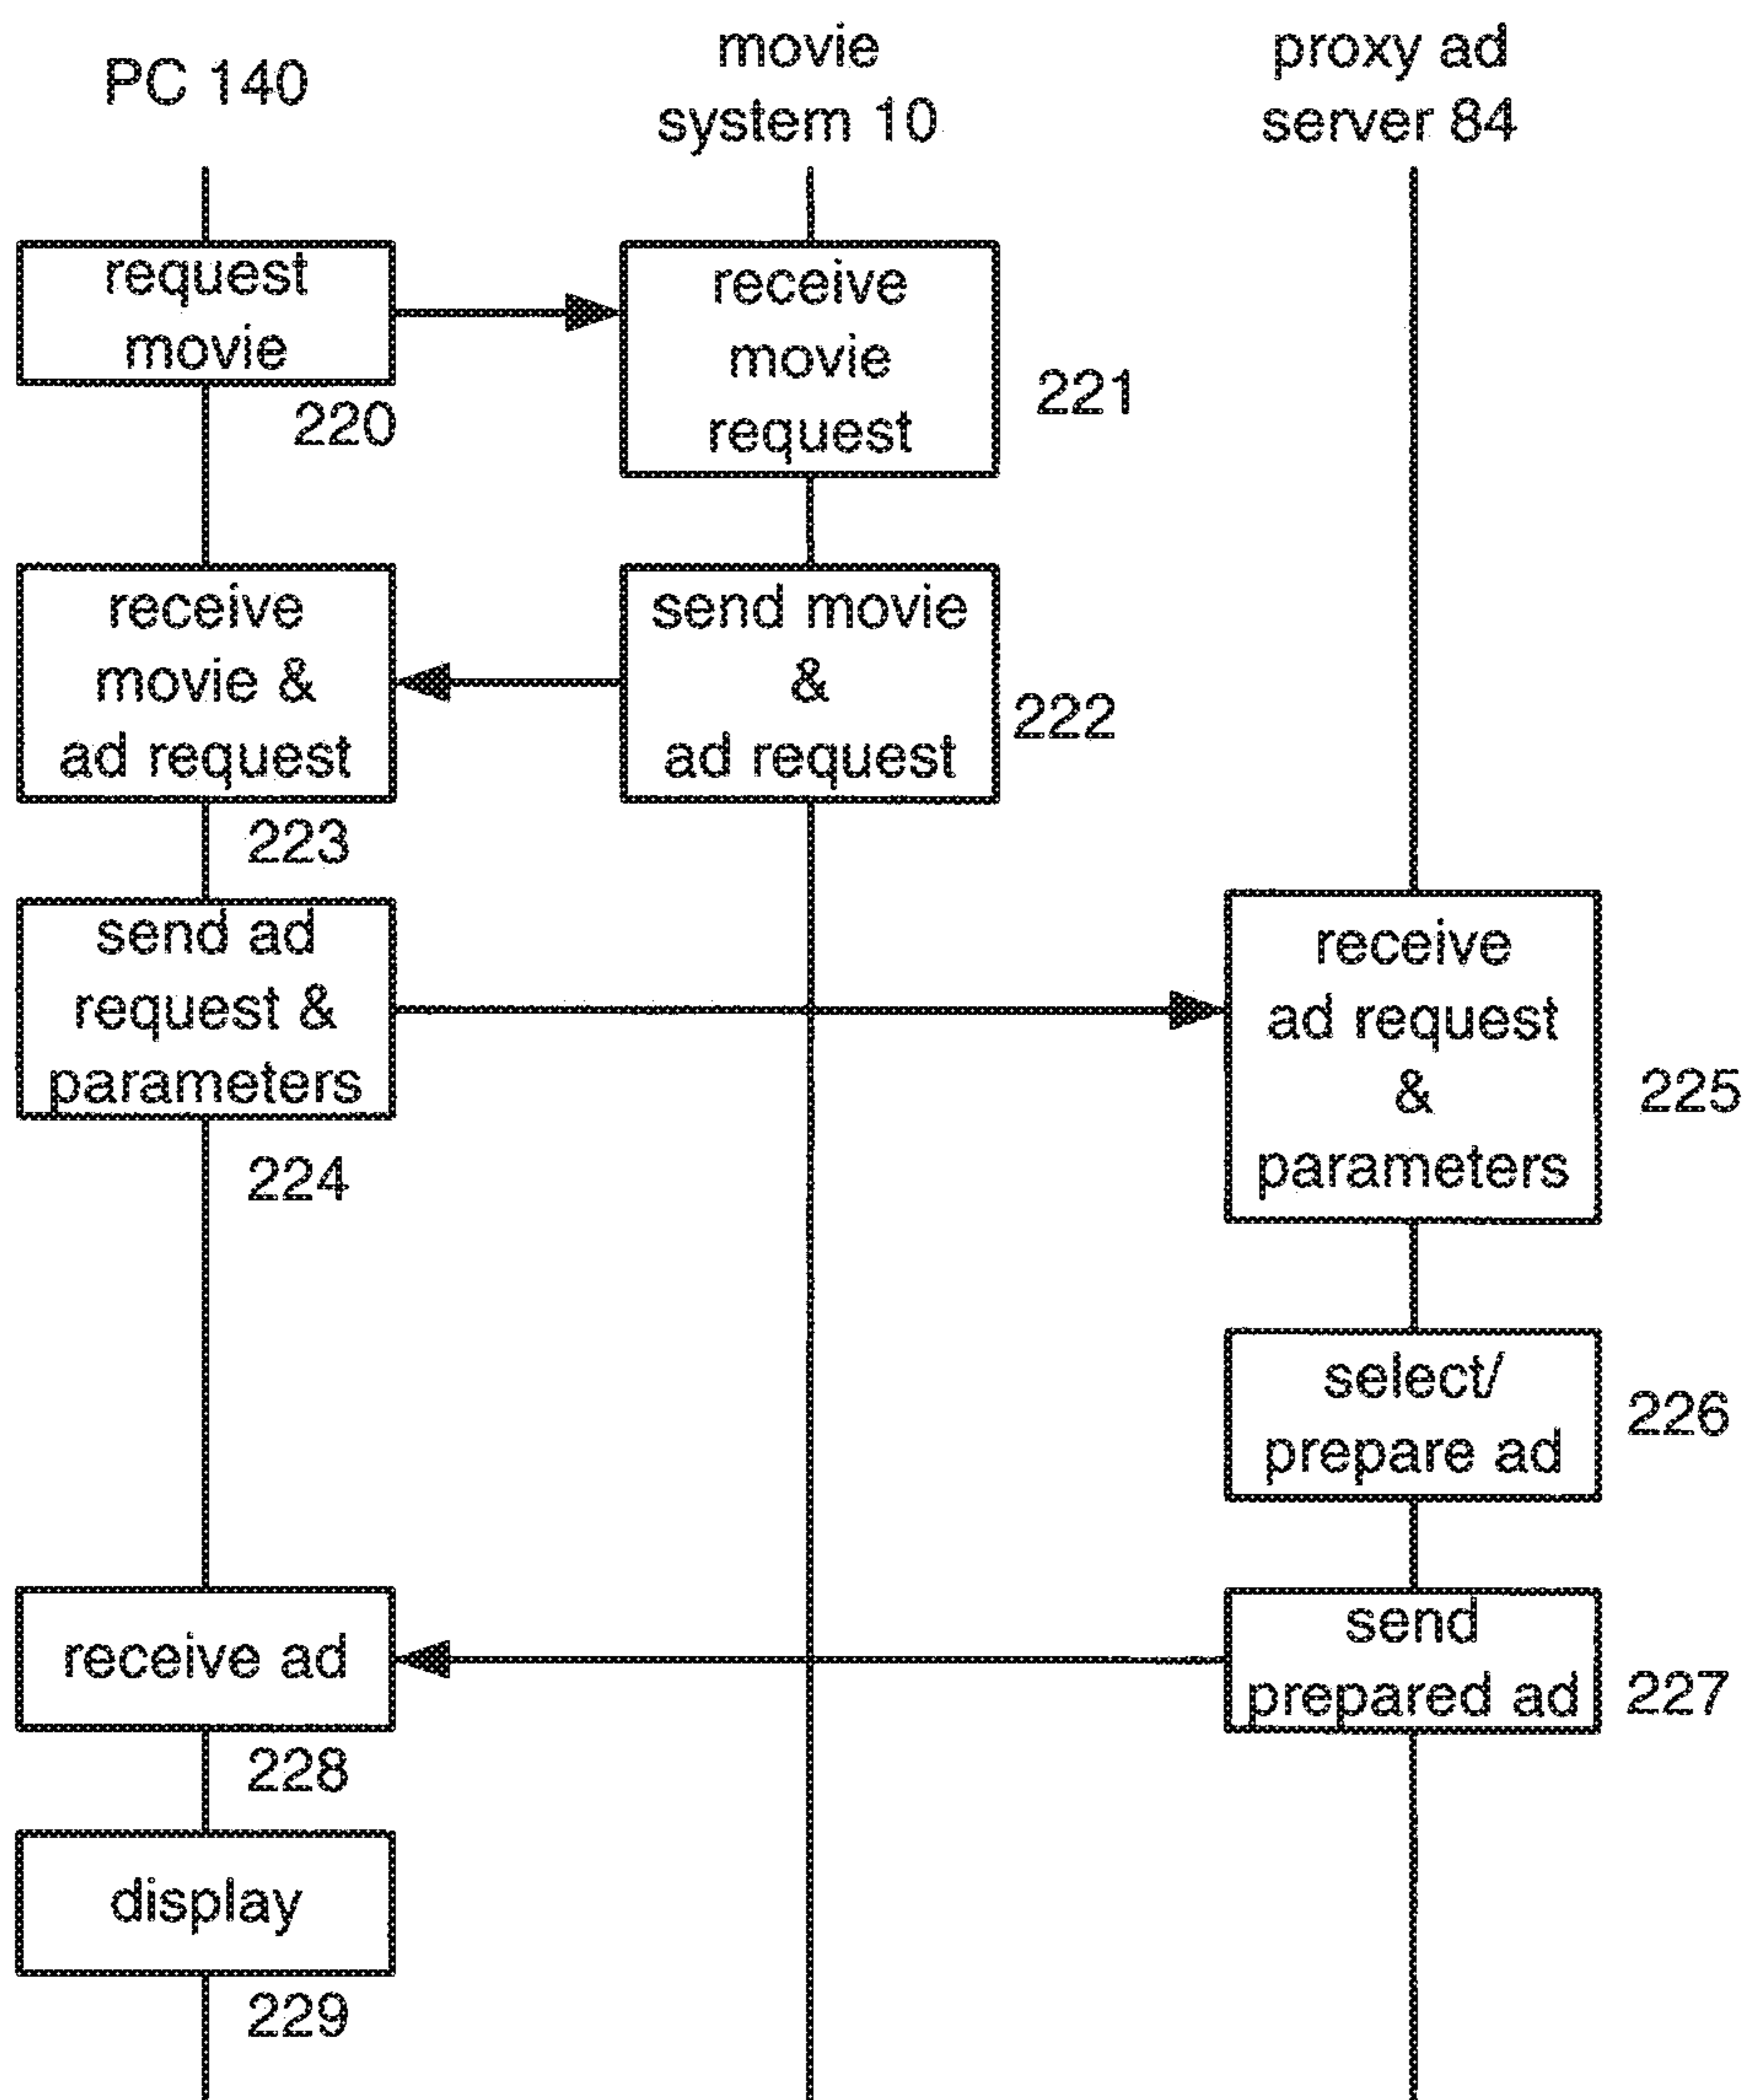 PC 140
movie
system 10
proxy ad
server 84
request
movie
220
receive
movie
request
221
receive
movie &
ad request
223
send movie
&
ad request
222
send ad
request &
parameters
224
receive
ad request
&
parameters
225
select/
prepare ad
226
send
prepared ad
227
receive ad
228
display
229